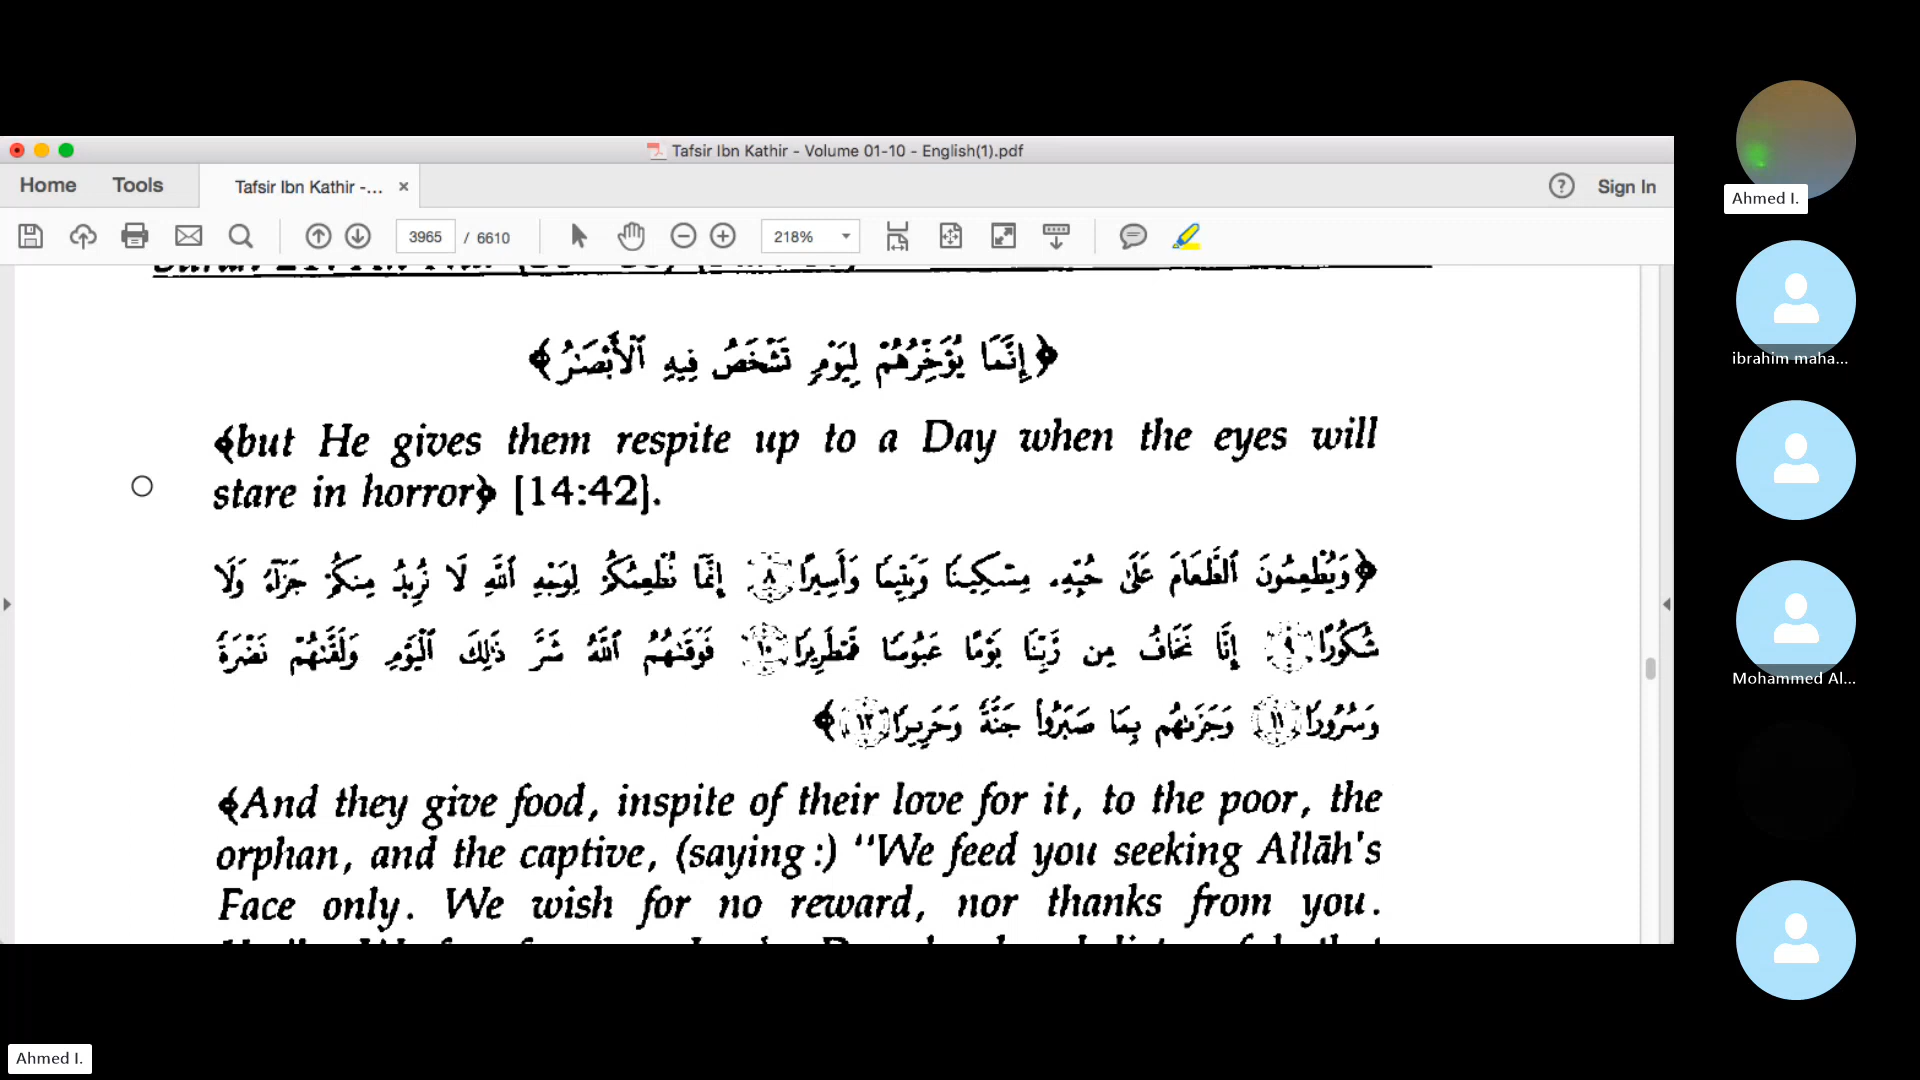 Tafsir Ibn Kathir - Volume 01-10 - English(1).pdf
Home Tools Tafsir Ibn Kathir -... × ? Sign In
3965 / 6610 218%
﴿إِنَّمَا يُؤَخِّرُهُمْ لِيَوْمٍ تَشْخَصُ فِيهِ ٱلْأَبْصَـٰرُ﴾
﴾but He gives them respite up to a Day when the eyes will
stare in horror﴿ [14:42].
﴿وَيُطْعِمُونَ ٱلطَّعَامَ عَلَىٰ حُبِّهِۦ مِسْكِينًا وَيَتِيمًا وَأَسِيرًا ٨ إِنَّمَا نُطْعِمُكُمْ لِوَجْهِ ٱللَّهِ لَا نُرِيدُ مِنكُمْ جَزَآءً وَلَا
شُكُورًا ٩ إِنَّا نَخَافُ مِن رَّبِّنَا يَوْمًا عَبُوسًا قَمْطَرِيرًا ١٠ فَوَقَىٰهُمُ ٱللَّهُ شَرَّ ذَٰلِكَ ٱلْيَوْمِ وَلَقَّىٰهُمْ نَضْرَةً
وَسُرُورًا ١١ وَجَزَىٰهُم بِمَا صَبَرُوا۟ جَنَّةً وَحَرِيرًا ١٢﴾
﴾And they give food, inspite of their love for it, to the poor, the
orphan, and the captive, (saying:) "We feed you seeking Allāh's
Face only. We wish for no reward, nor thanks from you.
Ahmed I.
ibrahim maha...
Mohammed Al...
Ahmed I.